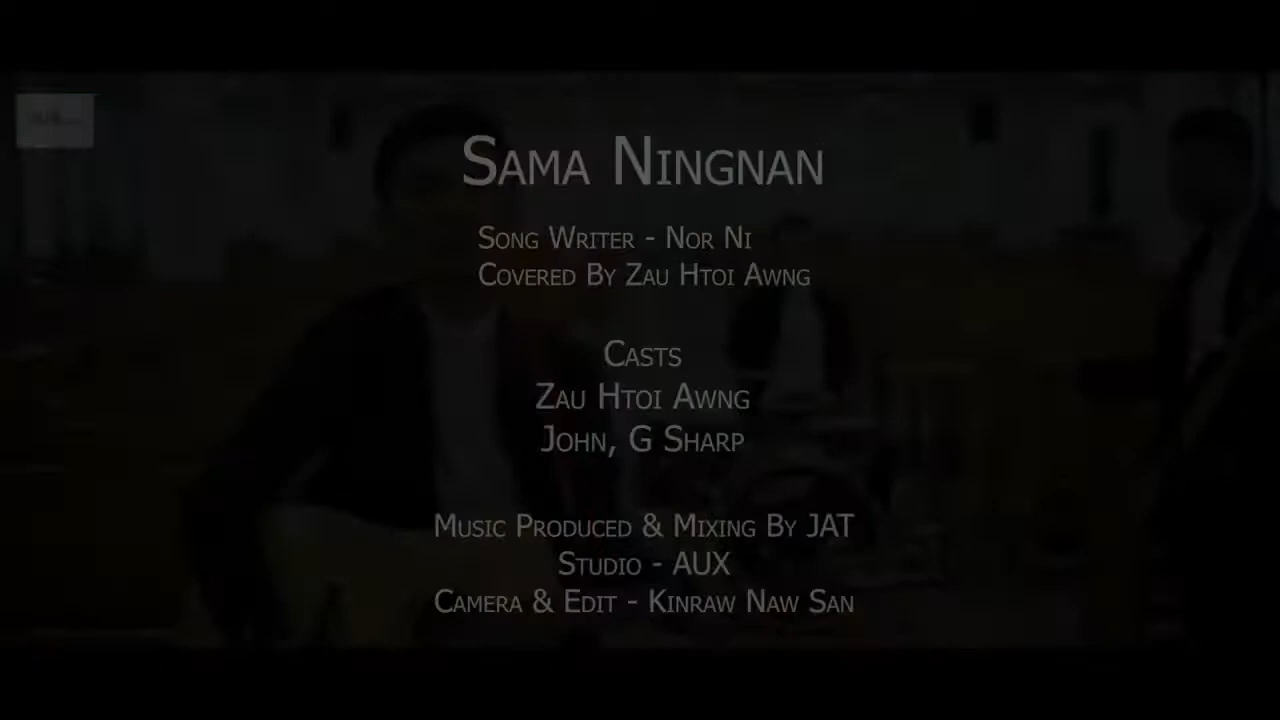 Sama Ningnan
Song Writer - Nor Ni
Covered By Zau Htoi Awng
Casts
Zau Htoi Awng
John, G Sharp
Music Produced & Mixing By JAT
Studio - AUX
Camera & Edit - Kinraw Naw San